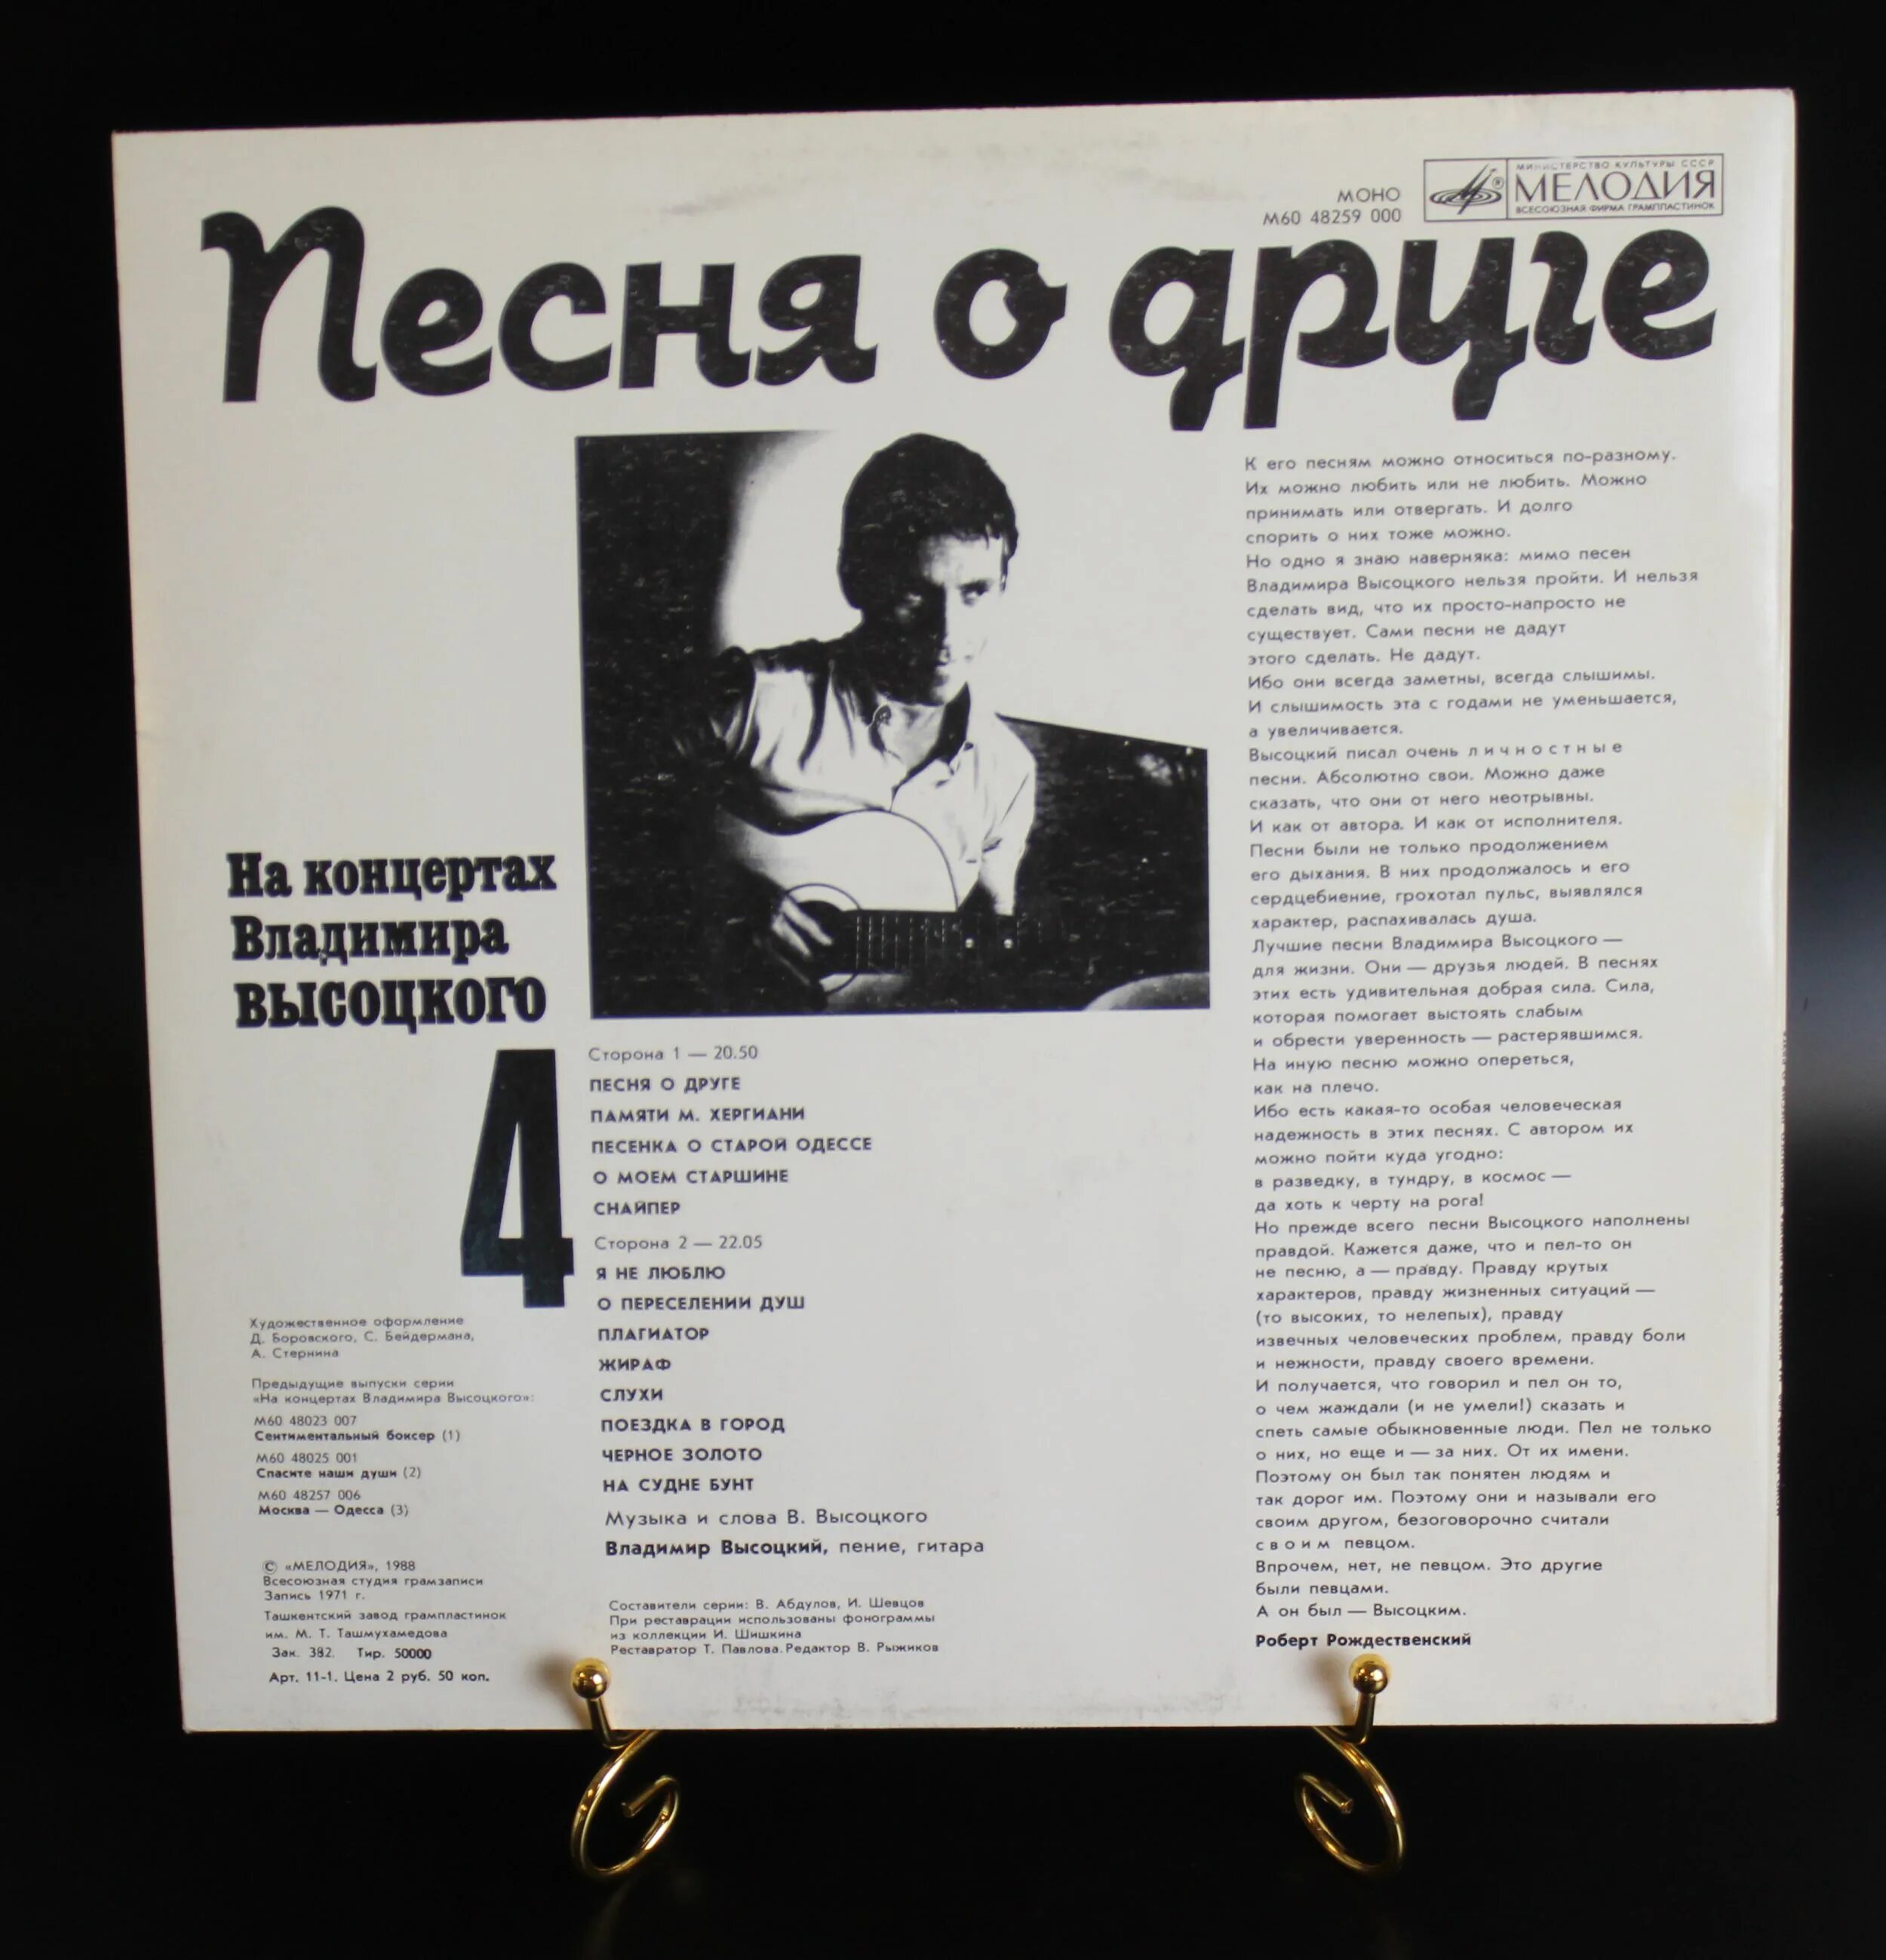 МОНО
М60 48259 000
МИНИСТЕРСТВО КУЛЬТУРЫ СССР
МЕЛОДИЯ
ВСЕСОЮЗНАЯ ФИРМА ГРАМПЛАСТИНОК
Песня о друге
На концертах
Владимира
ВЫСОЦКОГО
4
Сторона 1 — 20.50
ПЕСНЯ О ДРУГЕ
ПАМЯТИ М. ХЕРГИАНИ
ПЕСЕНКА О СТАРОЙ ОДЕССЕ
О МОЕМ СТАРШИНЕ
СНАЙПЕР
Сторона 2 — 22.05
Я НЕ ЛЮБЛЮ
О ПЕРЕСЕЛЕНИИ ДУШ
ПЛАГИАТОР
ЖИРАФ
СЛУХИ
ПОЕЗДКА В ГОРОД
ЧЕРНОЕ ЗОЛОТО
НА СУДНЕ БУНТ
Музыка и слова В. Высоцкого
Владимир Высоцкий, пение, гитара
Составители серии: В. Абдулов, И. Шевцов
При реставрации использованы фонограммы
из коллекции И. Шишкина
Реставратор Т. Павлова. Редактор В. Рыжиков
Художественное оформление
Д. Боровского, С. Бейдермана,
А. Стернина
Предыдущие выпуски серии
«На концертах Владимира Высоцкого»:
М60 48023 007
Сентиментальный боксер (1)
М60 48025 001
Спасите наши души (2)
М60 48257 006
Москва — Одесса (3)
© «МЕЛОДИЯ», 1988
Всесоюзная студия грамзаписи
Запись 1971 г.
Ташкентский завод грампластинок
им. М. Т. Ташмухамедова
Зак. 382. Тир. 50000
Арт. 11-1. Цена 2 руб. 50 коп.
К его песням можно относиться по-разному.
Их можно любить или не любить. Можно
принимать или отвергать. И долго
спорить о них тоже можно.
Но одно я знаю наверняка: мимо песен
Владимира Высоцкого нельзя пройти. И нельзя
сделать вид, что их просто-напросто не
существует. Сами песни не дадут
этого сделать. Не дадут.
Ибо они всегда заметны, всегда слышимы.
И слышимость эта с годами не уменьшается,
а увеличивается.
Высоцкий писал очень личностные
песни. Абсолютно свои. Можно даже
сказать, что они от него неотрывны.
И как от автора. И как от исполнителя.
Песни были не только продолжением
его дыхания. В них продолжалось и его
сердцебиение, грохотал пульс, выявлялся
характер, распахивалась душа.
Лучшие песни Владимира Высоцкого —
для жизни. Они — друзья людей. В песнях
этих есть удивительная добрая сила. Сила,
которая помогает выстоять слабым
и обрести уверенность — растерявшимся.
На иную песню можно опереться,
как на плечо.
Ибо есть какая-то особая человеческая
надежность в этих песнях. С автором их
можно пойти куда угодно:
в разведку, в тундру, в космос —
да хоть к черту на рога!
Но прежде всего песни Высоцкого наполнены
правдой. Кажется даже, что и пел-то он
не песню, а — правду. Правду крутых
характеров, правду жизненных ситуаций —
(то высоких, то нелепых), правду
извечных человеческих проблем, правду боли
и нежности, правду своего времени.
И получается, что говорил и пел он то,
о чем жаждали (и не умели!) сказать и
спеть самые обыкновенные люди. Пел не только
о них, но еще и — за них. От их имени.
Поэтому он был так понятен людям и
так дорог им. Поэтому они и называли его
своим другом, безоговорочно считали
своим певцом.
Впрочем, нет, не певцом. Это другие
были певцами.
А он был — Высоцким.
Роберт Рождественский